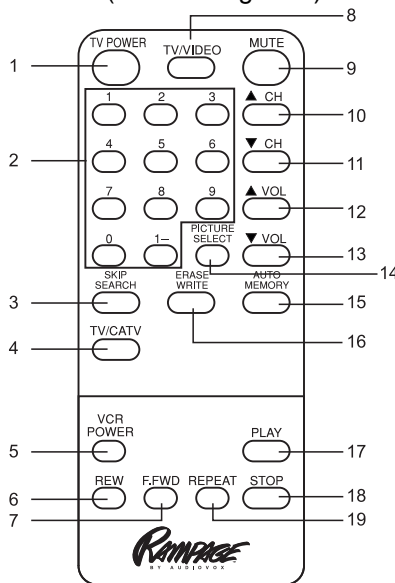 8
TV POWER
TV/VIDEO
MUTE
1
9
1 2 3
▲ CH
10
2
4 5 6
▼ CH
11
7 8 9
▲ VOL
12
0 1–
PICTURE
SELECT
▼ VOL
13
14
SKIP
SEARCH
ERASE
WRITE
AUTO
MEMORY
3
15
16
TV/CATV
4
VCR
POWER
PLAY
5
17
REW F.FWD REPEAT STOP
6
18
7
19
RAMPAGE
BY AUDIOVOX